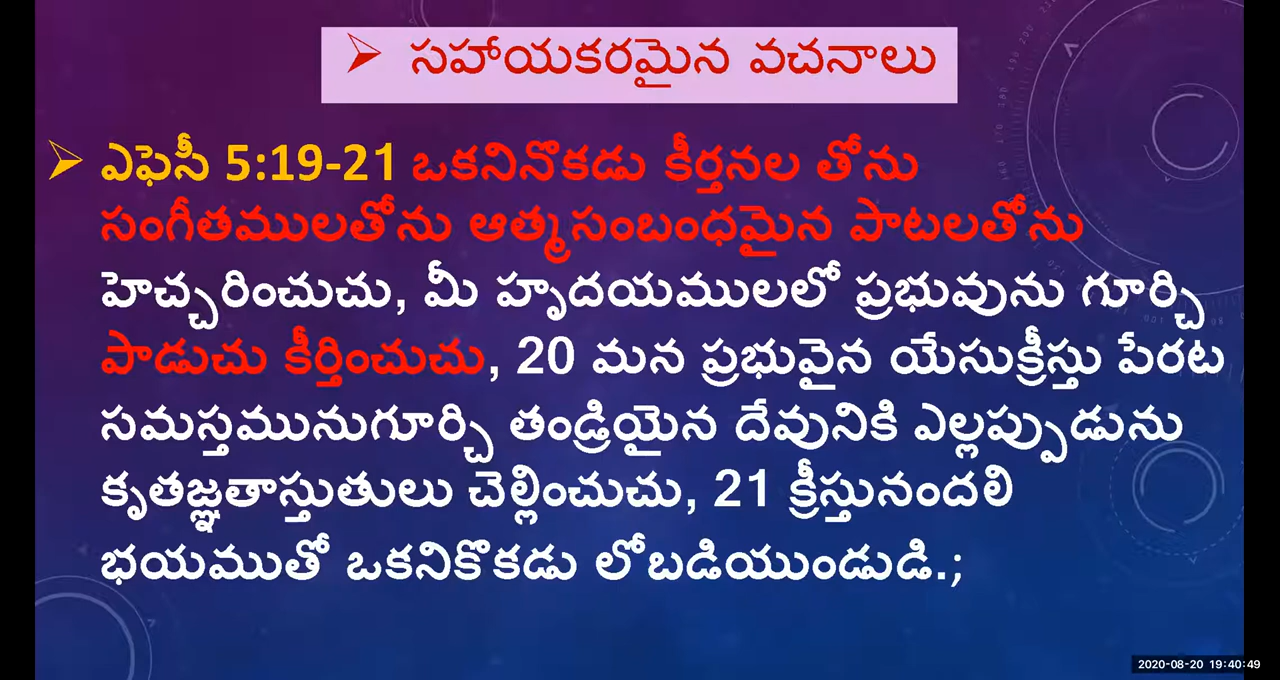 ➢ సహాయకరమైన వచనాలు
➢ ఎఫెసీ 5:19-21 ఒకనినొకడు కీర్తనల తోను
సంగీతములతోను ఆత్మసంబంధమైన పాటలతోను
హెచ్చరించుచు, మీ హృదయములలో ప్రభువును గూర్చి
పాడుచు కీర్తించుచు, 20 మన ప్రభువైన యేసుక్రీస్తు పేరట
సమస్తమునుగూర్చి తండ్రియైన దేవునికి ఎల్లప్పుడును
కృతజ్ఞతాస్తుతులు చెల్లించుచు, 21 క్రీస్తునందలి
భయముతో ఒకనికొకడు లోబడియుండుడి.;
2020-08-20 19:40:49